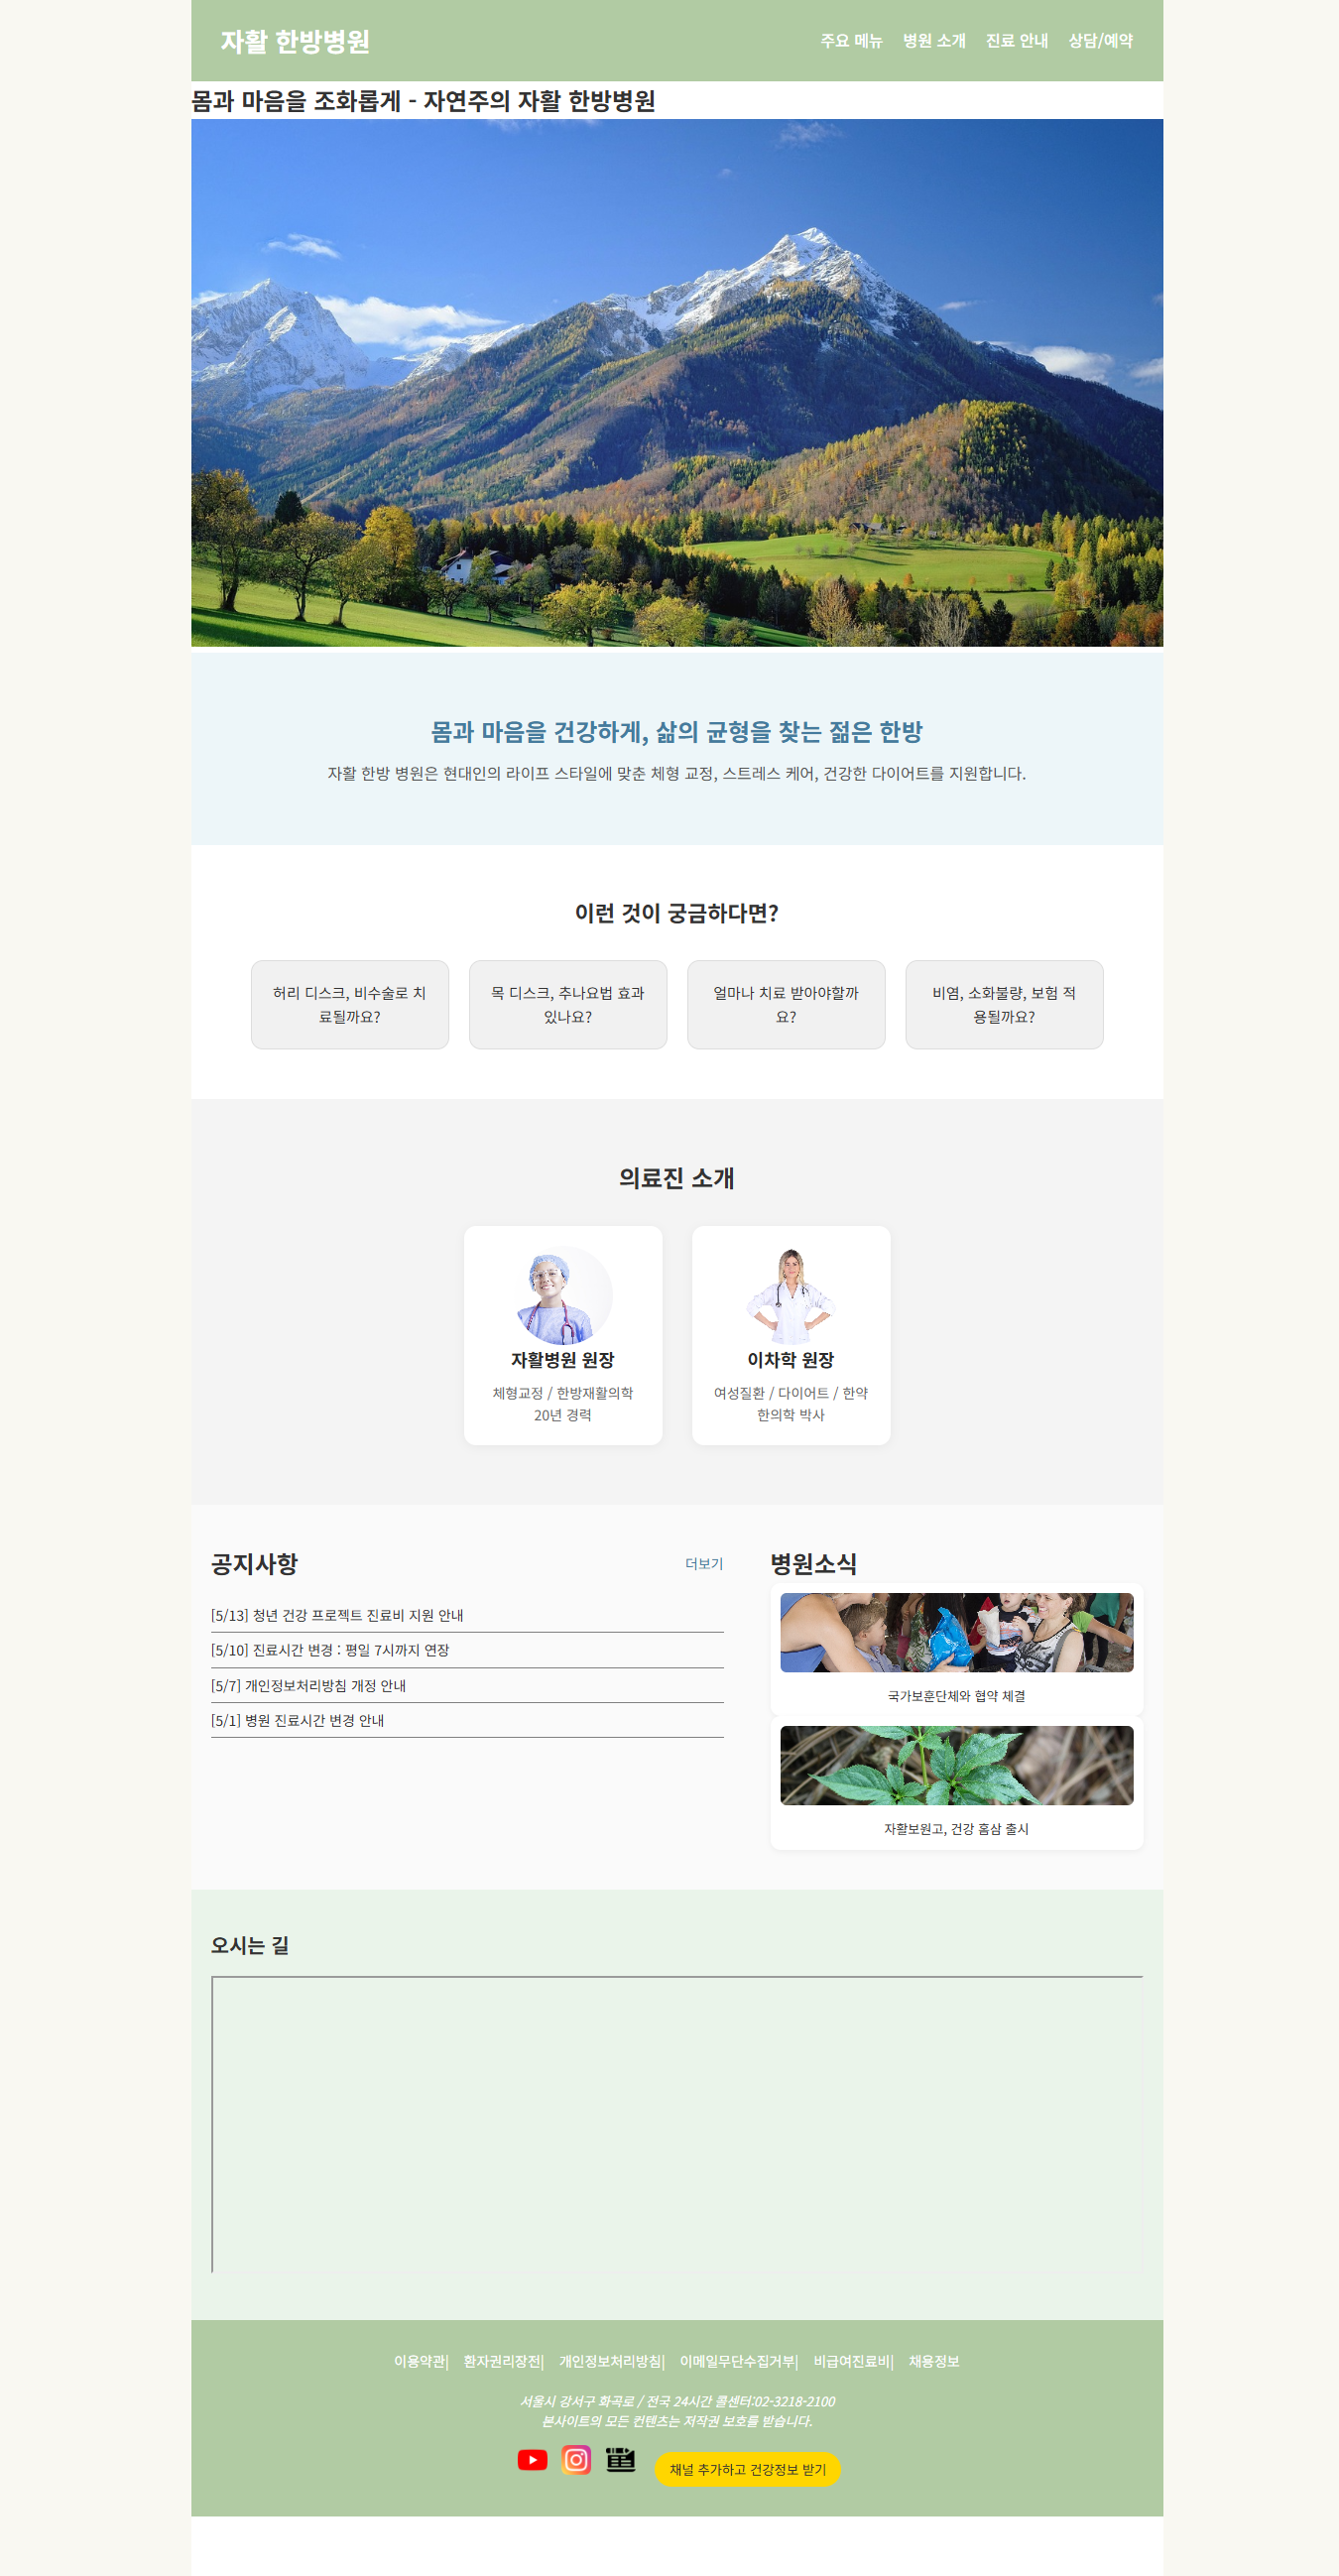 자활 한방병원
주요 메뉴 병원 소개 진료 안내 상담/예약
몸과 마음을 조화롭게 - 자연주의 자활 한방병원
몸과 마음을 건강하게, 삶의 균형을 찾는 젊은 한방
자활 한방 병원은 현대인의 라이프 스타일에 맞춘 체형 교정, 스트레스 케어, 건강한 다이어트를 지원합니다.
이런 것이 궁금하다면?
허리 디스크, 비수술로 치
료될까요?
목 디스크, 추나요법 효과
있나요?
얼마나 치료 받아야할까
요?
비염, 소화불량, 보험 적
용될까요?
의료진 소개
자활병원 원장
체형교정 / 한방재활의학
20년 경력
이차학 원장
여성질환 / 다이어트 / 한약
한의학 박사
공지사항
더보기
[5/13] 청년 건강 프로젝트 진료비 지원 안내
[5/10] 진료시간 변경 : 평일 7시까지 연장
[5/7] 개인정보처리방침 개정 안내
[5/1] 병원 진료시간 변경 안내
병원소식
국가보훈단체와 협약 체결
자활보원고, 건강 홈삼 출시
오시는 길
이용약관| 환자권리장전| 개인정보처리방침| 이메일무단수집거부| 비급여진료비| 채용정보
서울시 강서구 화곡로 / 전국 24시간 콜센터:02-3218-2100
본사이트의 모든 컨텐츠는 저작권 보호를 받습니다.
채널 추가하고 건강정보 받기